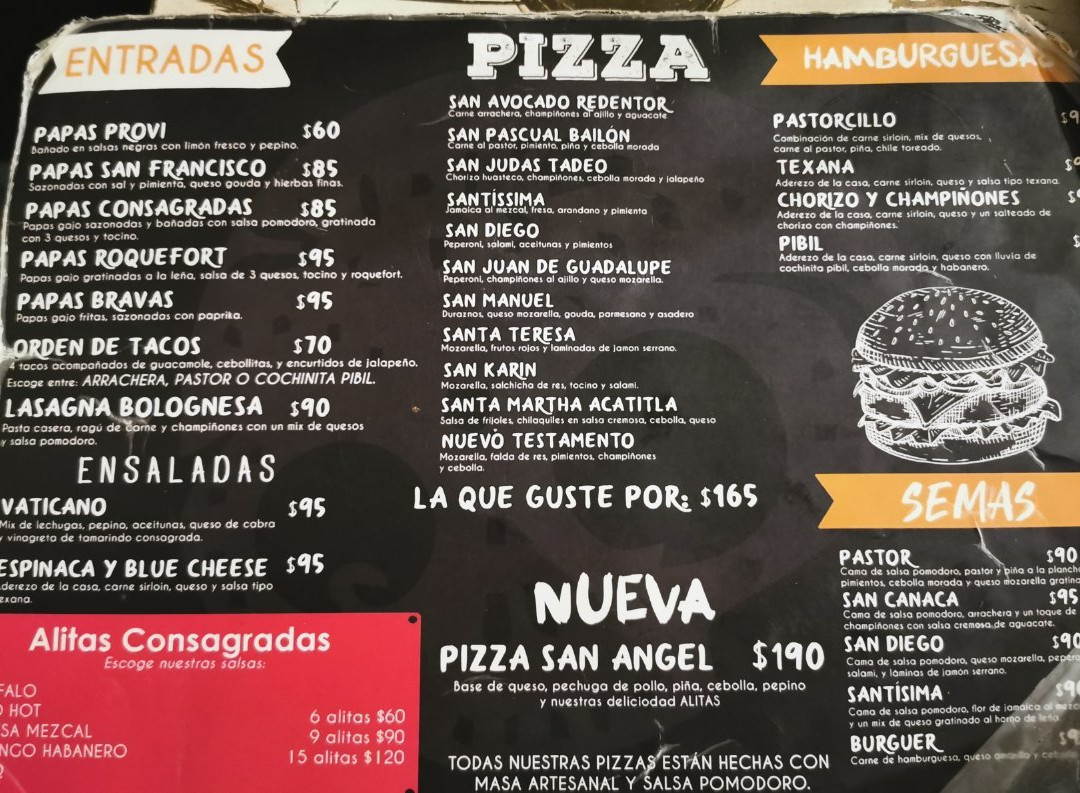 ENTRADAS
PAPAS PROVI $60
Bañado en salsas negras con limón fresco y pepino.
PAPAS SAN FRANCISCO $85
Sazonadas con sal y pimienta, queso gouda y hierbas finas.
PAPAS CONSAGRADAS $85
Papas gajo sazonadas y bañadas con salsa pomodoro, gratinada
con 3 quesos y tocino.
PAPAS ROQUEFORT $95
Papas gajo gratinadas a la leña, salsa de 3 quesos, tocino y roquefort.
PAPAS BRAVAS $95
Papas gajo fritas, sazonadas con paprika.
ORDEN DE TACOS $70
4 tacos acompañados de guacamole, cebollitas, y encurtidos de jalapeño.
Escoge entre: ARRACHERA, PASTOR O COCHINITA PIBIL.
LASAGNA BOLOGNESA $90
Pasta casera, ragú de carne y champiñones con un mix de quesos
y salsa pomodoro.
ENSALADAS
VATICANO $95
Mix de lechugas, pepino, aceitunas, queso de cabra
y vinagreta de tamarindo consagrada.
ESPINACA Y BLUE CHEESE $95
derezo de la casa, carne sirloin, queso y salsa tipo
exana.
Alitas Consagradas
Escoge nuestras salsas:
FALO
O HOT
SA MEZCAL
NGO HABANERO
6 alitas $60
9 alitas $90
15 alitas $120
PIZZA
SAN AVOCADO REDENTOR
Carne arrachera, champiñones al ajillo y aguacate
SAN PASCUAL BAILÓN
Carne al pastor, pimiento, piña y cebolla morada
SAN JUDAS TADEO
Chorizo huasteco, champiñones, cebolla morada y jalapeño
SANTÍSSIMA
Jamaica al mezcal, fresa, arandano y pimienta
SAN DIEGO
Peperoni, salami, aceitunas y pimientos
SAN JUAN DE GUADALUPE
Peperoni, champiñones al ajillo y queso mozarella.
SAN MANUEL
Duraznos, queso mozarella, gouda, parmesano y asadero
SANTA TERESA
Mozarella, frutos rojos y laminadas de jamon serrano.
SAN KARIN
Mozarella, salchicha de res, tocino y salami.
SANTA MARTHA ACATITLA
Salsa de frijoles, chilaquiles en salsa cremosa, cebolla, queso
NUEVO TESTAMENTO
Mozarella, falda de res, pimientos, champiñones
y cebolla.
LA QUE GUSTE POR: $165
NUEVA
PIZZA SAN ANGEL $190
Base de queso, pechuga de pollo, piña, cebolla, pepino
y nuestras deliciodad ALITAS
TODAS NUESTRAS PIZZAS ESTÁN HECHAS CON
MASA ARTESANAL Y SALSA POMODORO.
HAMBURGUESAS
PASTORCILLO $9
Combinación de carne sirloin, mix de quesos,
carne al pastor, piña, chile toreado.
TEXANA $9
Aderezo de la casa, carne sirloin, queso y salsa tipo texana.
CHORIZO Y CHAMPIÑONES $
Aderezo de la casa, carne sirloin, queso y un salteado de
chorizo con champiñones.
PIBIL $
Aderezo de la casa, carne sirloin, queso con lluvia de
cochinita pibil, cebolla morada y habanero.
SEMAS
PASTOR $90
Cama de salsa pomodoro, pastor y piña a la plancha
pimientos, cebolla morada y queso mozarella gratina
SAN CANACA $95
Cama de salsa pomodoro, arrachera y un toque de
champiñones con salsa cremosa de aguacate.
SAN DIEGO $90
Cama de salsa pomodoro, queso mozarella, pepero
salami, y láminas de jamón serrano.
SANTÍSIMA $90
Cama de salsa pomodoro, flor de jamaica al mezc
y un mix de queso gratinado al horno de leña.
BURGUER $9
Carne de hamburguesa, queso amarillo y ceb